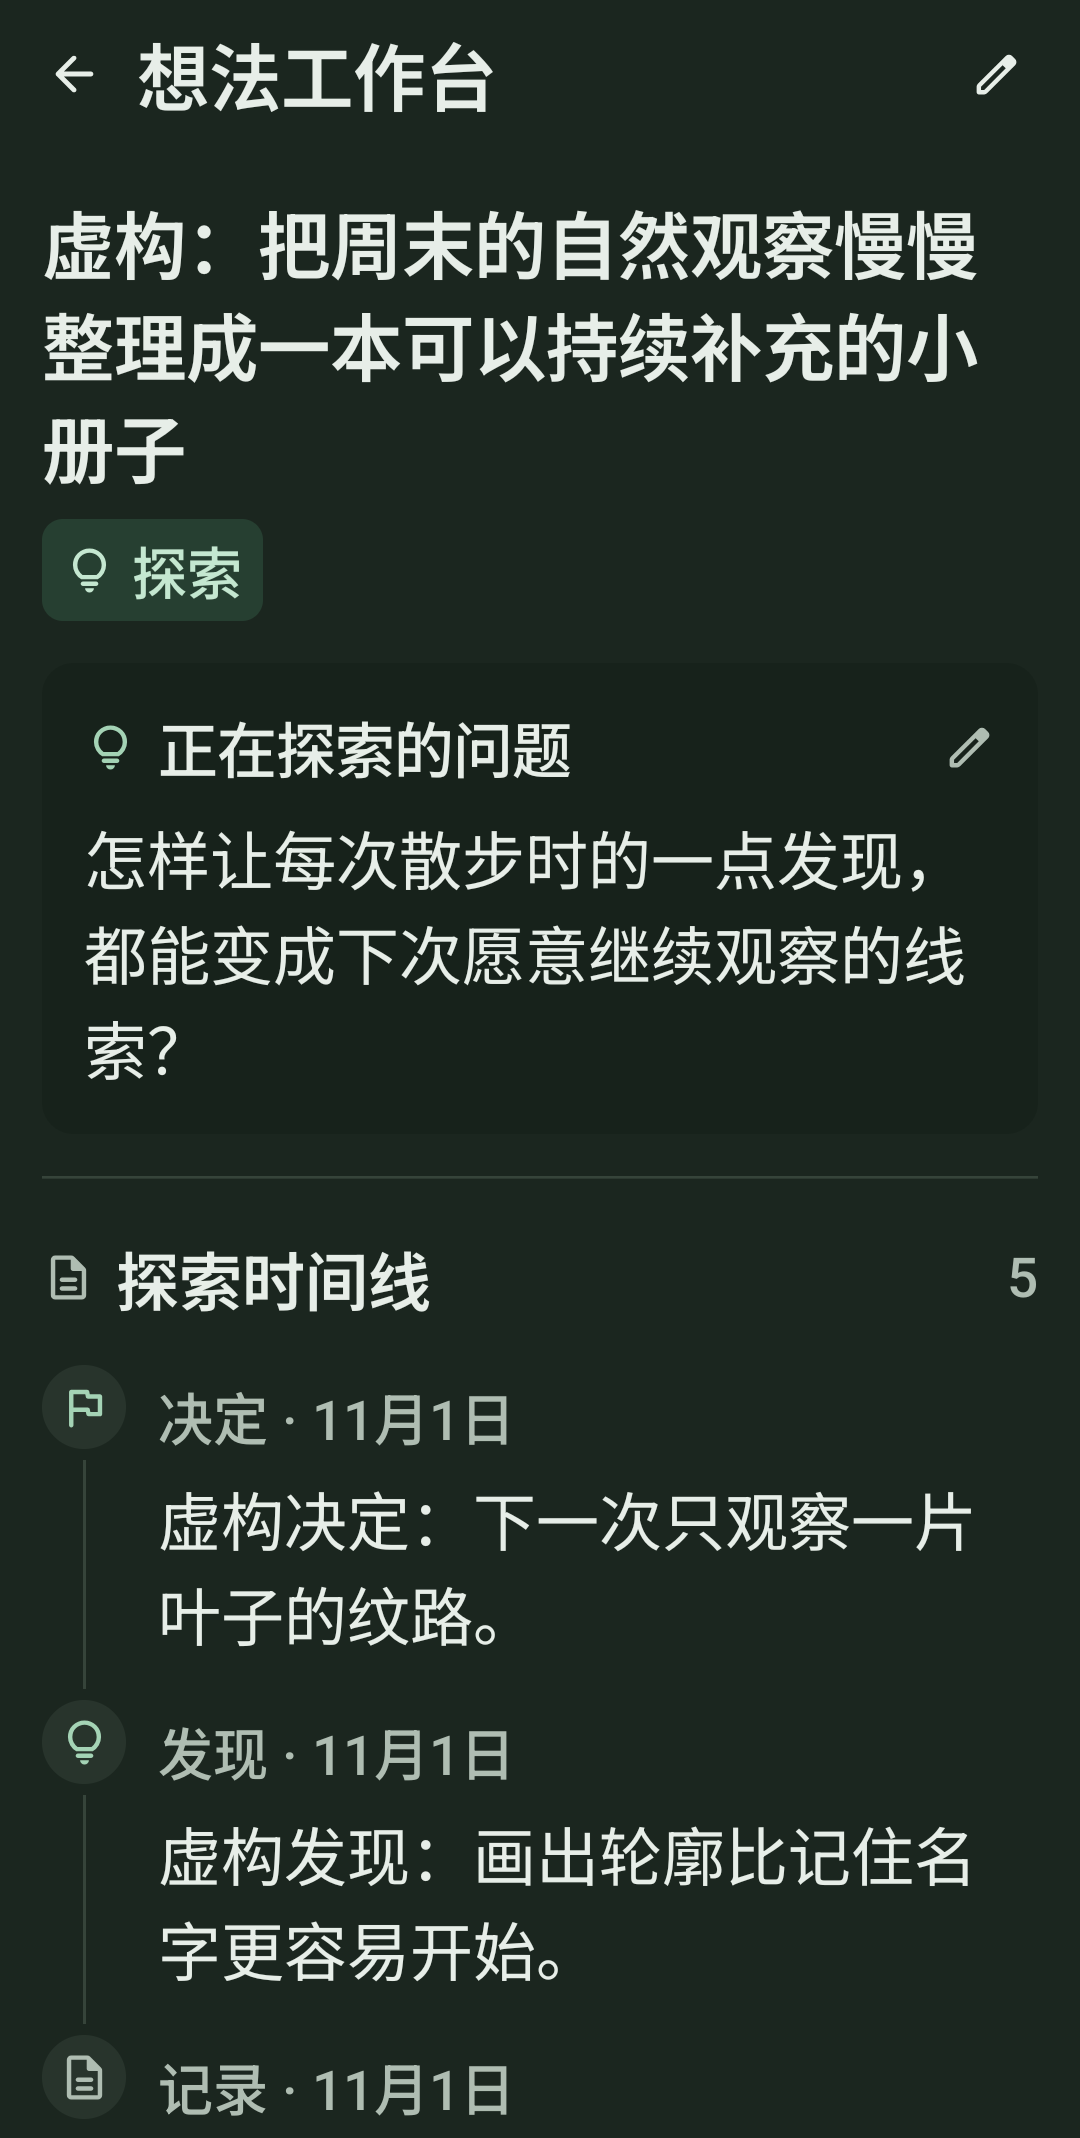 想法工作台
虚构：把周末的自然观察慢慢
整理成一本可以持续补充的小
册子
探索
正在探索的问题
怎样让每次散步时的一点发现，
都能变成下次愿意继续观察的线
索？
探索时间线
5
决定 · 11月1日
虚构决定：下一次只观察一片
叶子的纹路。
发现 · 11月1日
虚构发现：画出轮廓比记住名
字更容易开始。
记录 · 11月1日